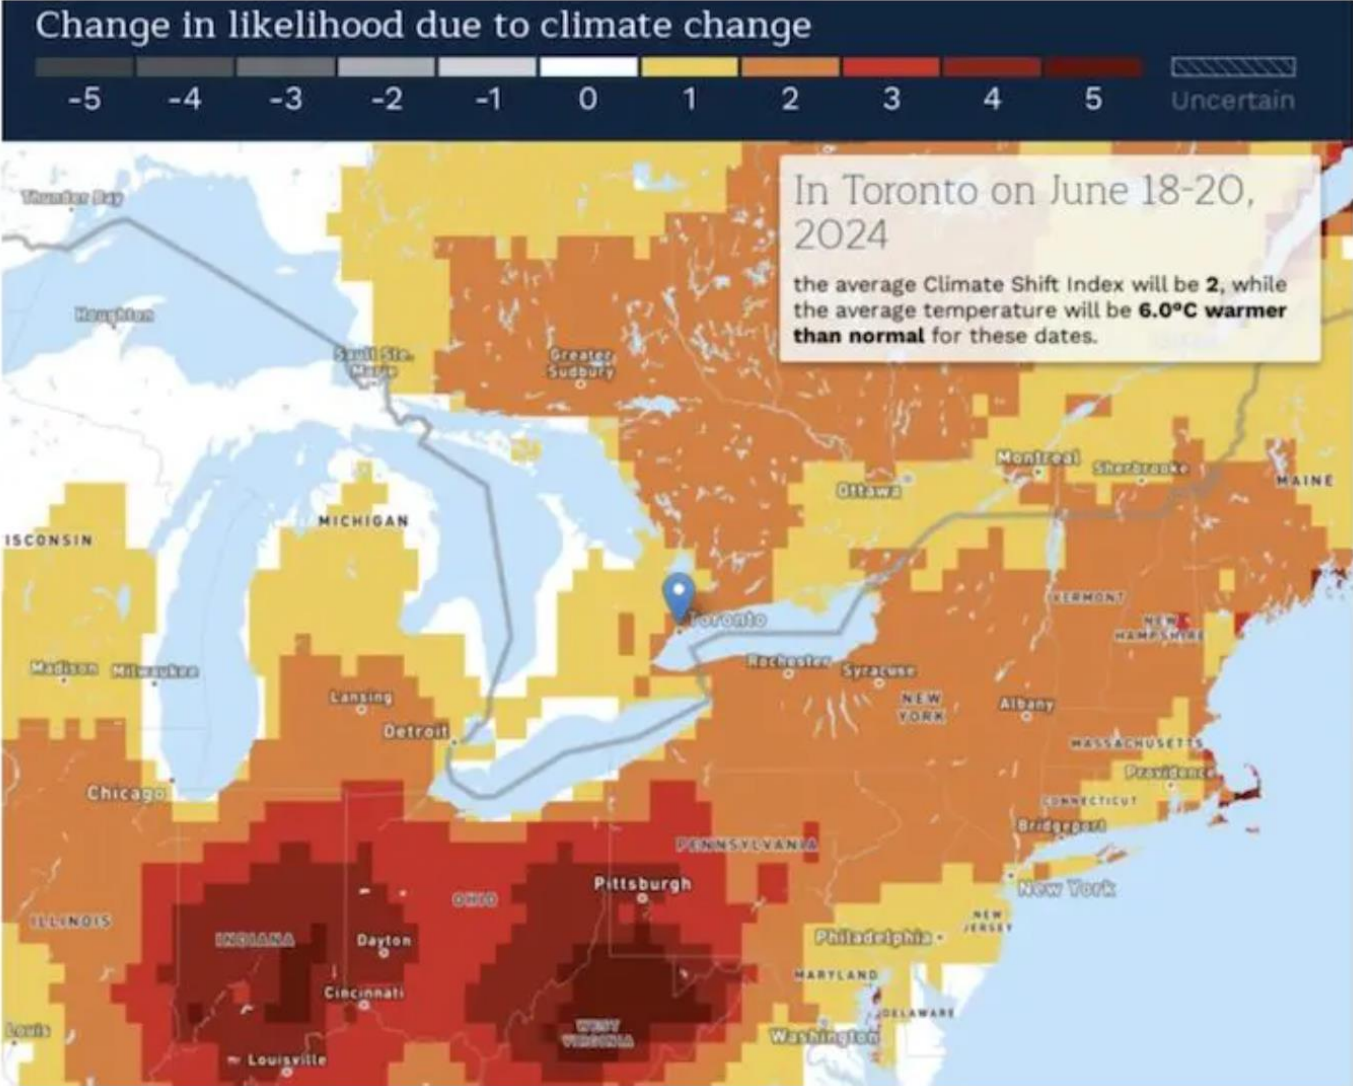 Change in likelihood due to climate change
-5 -4 -3 -2 -1 0 1 2 3 4 5 Uncertain
In Toronto on June 18-20,
2024
the average Climate Shift Index will be 2, while
the average temperature will be 6.0°C warmer
than normal for these dates.
Thunder Bay
Houghton
Sault Ste.
Marie
Greater
Sudbury
Montreal
Sherbrooke
Ottawa
MAINE
MICHIGAN
ISCONSIN
VERMONT
NEW
HAMPSHIRE
Toronto
Rochester
Syracuse
Madison
Milwaukee
Lansing
NEW
YORK
Albany
Detroit
MASSACHUSETTS
Providence
Chicago
CONNECTICUT
Bridgeport
PENNSYLVANIA
Pittsburgh
New York
OHIO
ILLINOIS
NEW
JERSEY
INDIANA
Dayton
Philadelphia
MARYLAND
Cincinnati
DELAWARE
Louis
WEST
VIRGINIA
Washington
Louisville